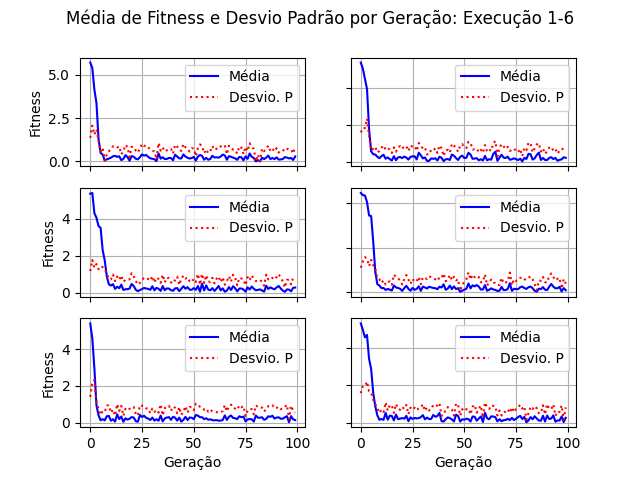 Média de Fitness e Desvio Padrão por Geração: Execução 1-6
Fitness
5.0
2.5
0.0
Média
Desvio. P
Média
Desvio. P
Fitness
4
2
0
Média
Desvio. P
Média
Desvio. P
Fitness
4
2
0
Média
Desvio. P
Média
Desvio. P
0 25 50 75 100
0 25 50 75 100
Geração
Geração